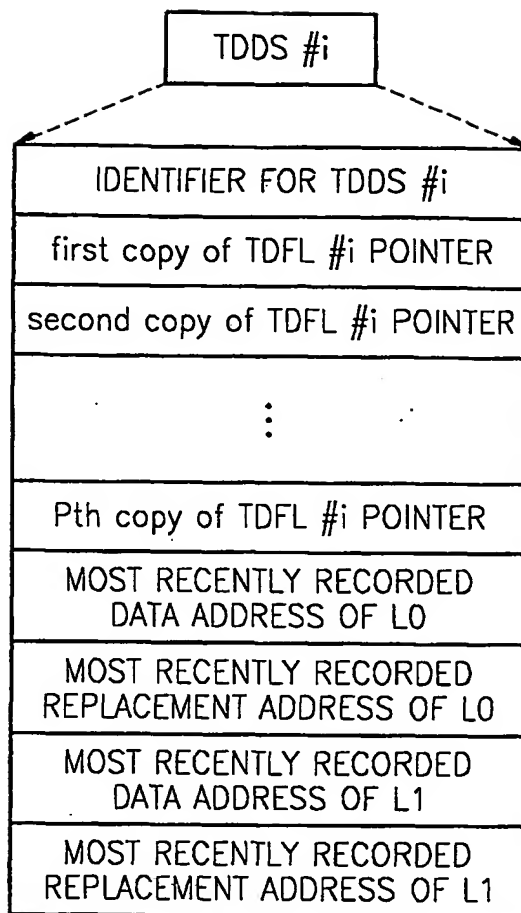 TDDS #i
IDENTIFIER FOR TDDS #i
first copy of TDFL #i POINTER
second copy of TDFL #i POINTER
⋮
Pth copy of TDFL #i POINTER
MOST RECENTLY RECORDED
DATA ADDRESS OF L0
MOST RECENTLY RECORDED
REPLACEMENT ADDRESS OF L0
MOST RECENTLY RECORDED
DATA ADDRESS OF L1
MOST RECENTLY RECORDED
REPLACEMENT ADDRESS OF L1